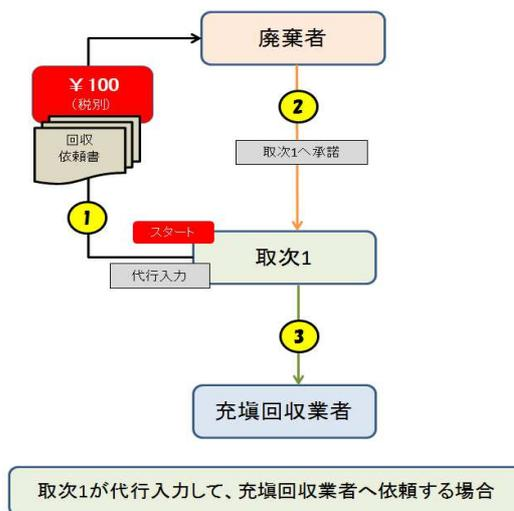 廃棄者
¥100
(税別)
回収
依頼書
2
取次1へ承諾
1
スタート
取次1
代行入力
3
充塡回収業者
取次1が代行入力して、充塡回収業者へ依頼する場合